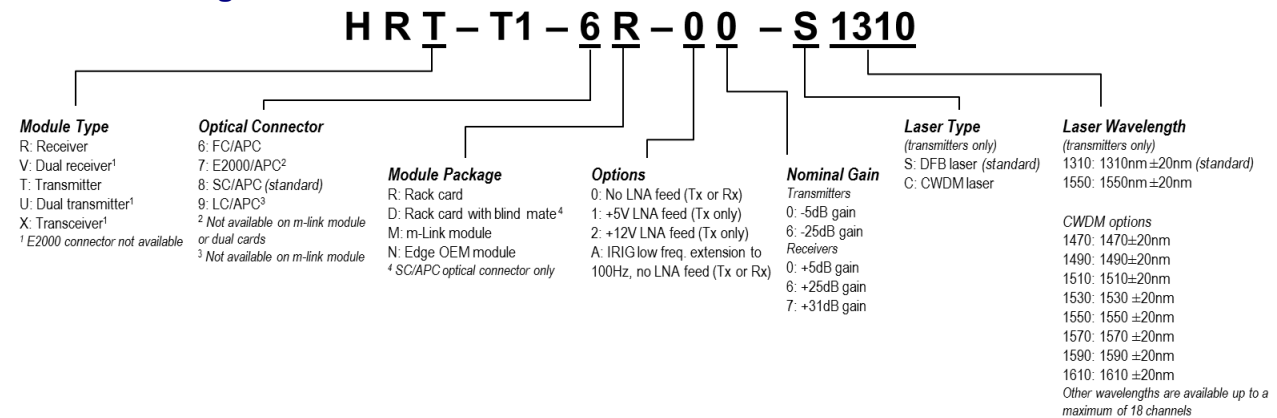 H R T – T1 – 6 R – 0 0 – S 1310
Module Type
R: Receiver
V: Dual receiver¹
T: Transmitter
U: Dual transmitter¹
X: Transceiver¹
¹ E2000 connector not available
Optical Connector
6: FC/APC
7: E2000/APC²
8: SC/APC (standard)
9: LC/APC³
² Not available on m-link module
or dual cards
³ Not available on m-link module
Module Package
R: Rack card
D: Rack card with blind mate⁴
M: m-Link module
N: Edge OEM module
⁴ SC/APC optical connector only
Options
0: No LNA feed (Tx or Rx)
1: +5V LNA feed (Tx only)
2: +12V LNA feed (Tx only)
A: IRIG low freq. extension to
100Hz, no LNA feed (Tx or Rx)
Nominal Gain
Transmitters
0: -5dB gain
6: -25dB gain
Receivers
0: +5dB gain
6: +25dB gain
7: +31dB gain
Laser Type
(transmitters only)
S: DFB laser (standard)
C: CWDM laser
Laser Wavelength
(transmitters only)
1310: 1310nm ±20nm (standard)
1550: 1550nm ±20nm
CWDM options
1470: 1470±20nm
1490: 1490±20nm
1510: 1510±20nm
1530: 1530 ±20nm
1550: 1550 ±20nm
1570: 1570 ±20nm
1590: 1590 ±20nm
1610: 1610 ±20nm
Other wavelengths are available up to a
maximum of 18 channels